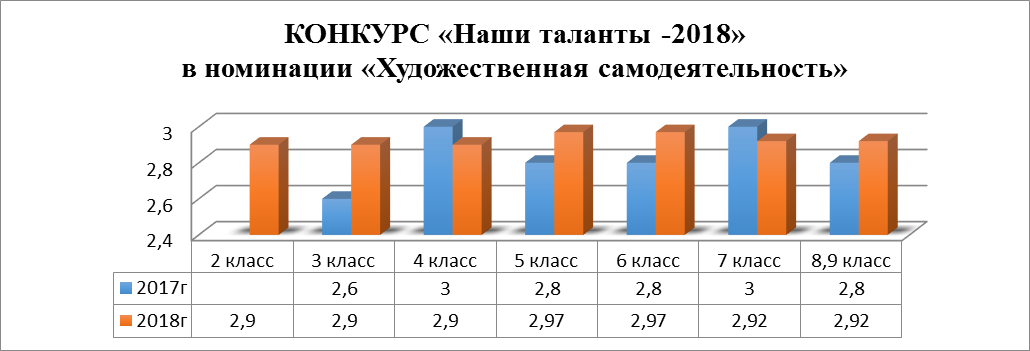 КОНКУРС «Наши таланты -2018»
в номинации «Художественная самодеятельность»
3
2,8
2,6
2,4
2 класс 3 класс 4 класс 5 класс 6 класс 7 класс 8,9 класс
2017г 2,6 3 2,8 2,8 3 2,8
2018г 2,9 2,9 2,9 2,97 2,97 2,92 2,92